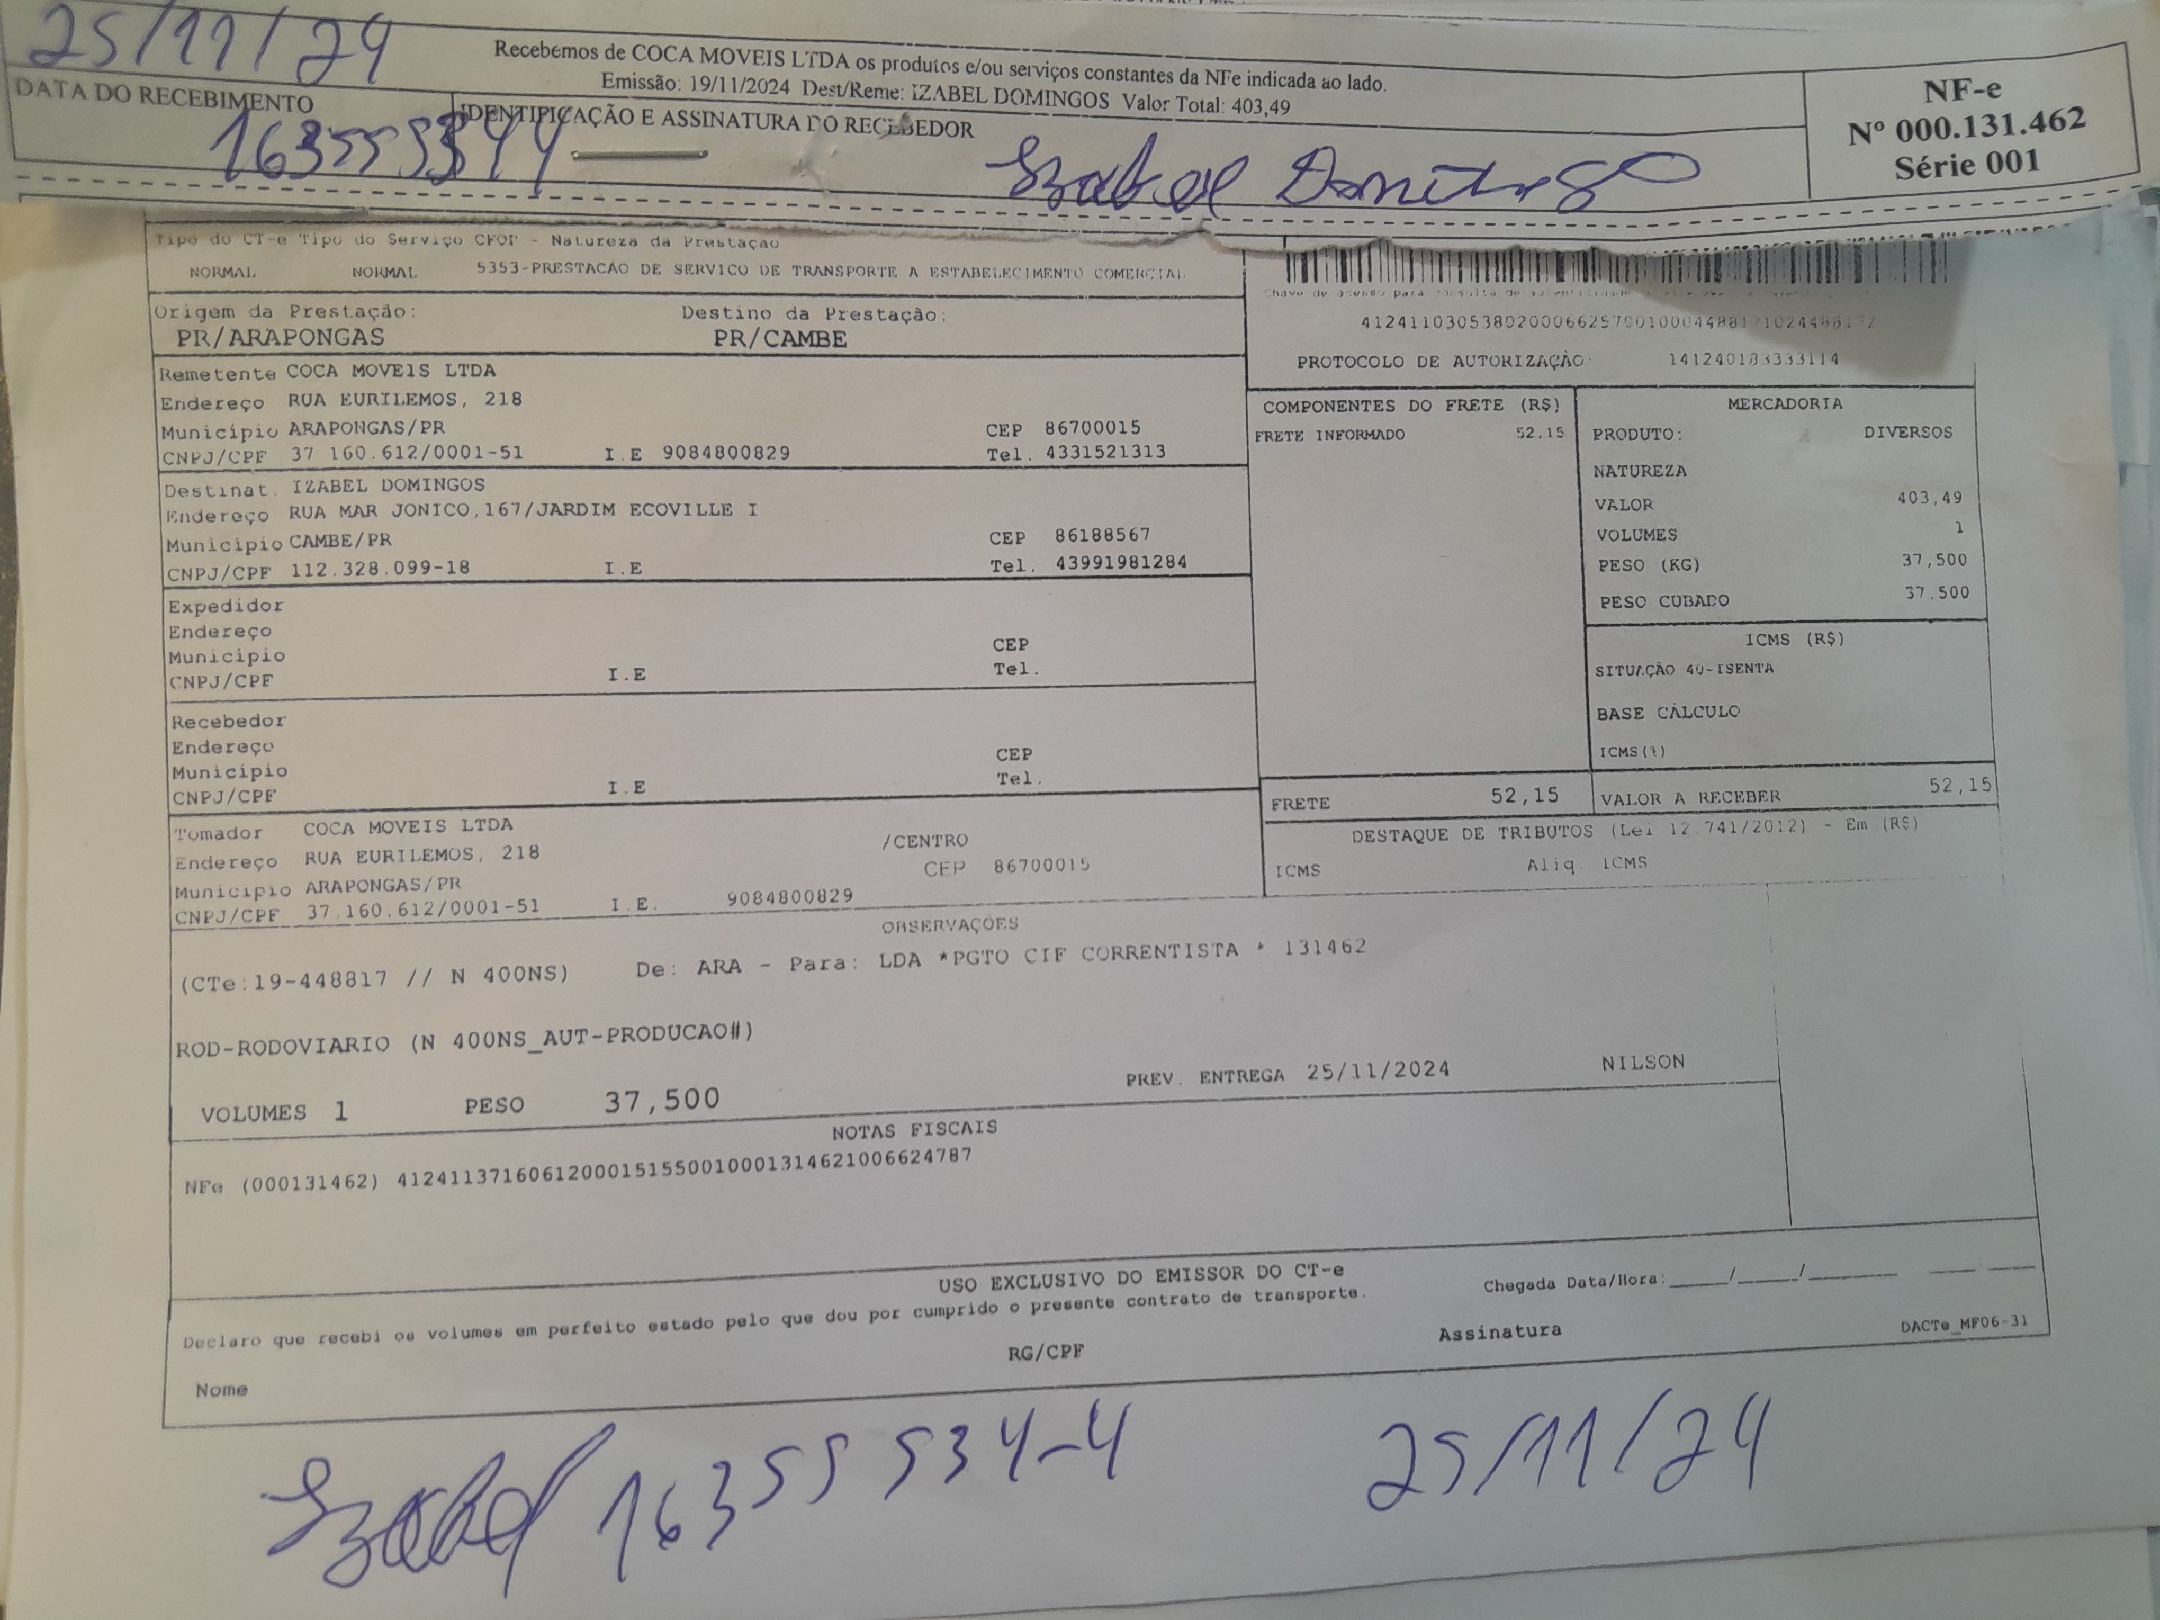 25/11/24
Recebemos de COCA MOVEIS LTDA os produtos e/ou serviços constantes da NFe indicada ao lado.
Emissão: 19/11/2024 Dest/Reme: IZABEL DOMINGOS Valor Total: 403,49
DATA DO RECEBIMENTO
IDENTIFICAÇÃO E ASSINATURA DO RECEBEDOR
NF-e
Nº 000.131.462
Série 001
Izabel Domingo
Tipo do CT-e Tipo do Serviço CFOP - Natureza da Prestação
NORMAL NORMAL 5353-PRESTACAO DE SERVICO DE TRANSPORTE A ESTABELECIMENTO COMERCIAL
Origem da Prestação: Destino da Prestação:
PR/ARAPONGAS PR/CAMBE
PROTOCOLO DE AUTORIZAÇÃO: 141240183333114
Remetente COCA MOVEIS LTDA
Endereço RUA EURILEMOS, 218
Município ARAPONGAS/PR CEP 86700015
CNPJ/CPF 37 160.612/0001-51 I.E 9084800829 Tel. 4331521313
Destinat. IZABEL DOMINGOS
Endereço RUA MAR JONICO,167/JARDIM ECOVILLE I
Município CAMBE/PR CEP 86188567
CNPJ/CPF 112.328.099-18 I.E Tel. 43991981284
Expedidor
Endereço
Município CEP
CNPJ/CPF I.E Tel.
Recebedor
Endereço
Município CEP
CNPJ/CPF I.E Tel.
Tomador COCA MOVEIS LTDA
Endereço RUA EURILEMOS, 218 /CENTRO
Município ARAPONGAS/PR CEP 86700015
CNPJ/CPF 37.160.612/0001-51 I.E. 9084800829
COMPONENTES DO FRETE (R$)
FRETE INFORMADO 52,15
MERCADORIA
PRODUTO: DIVERSOS
NATUREZA
VALOR 403,49
VOLUMES 1
PESO (KG) 37,500
PESO CUBADO 37.500
ICMS (R$)
SITUAÇÃO 40-ISENTA
BASE CÁLCULO
ICMS(%)
FRETE 52,15 VALOR A RECEBER 52,15
DESTAQUE DE TRIBUTOS (Lei 12.741/2012) - Em (R$)
ICMS Aliq. ICMS
OBSERVAÇÕES
(CTe:19-448817 // N 400NS) De: ARA - Para: LDA *PGTO CIF CORRENTISTA * 131462
ROD-RODOVIARIO (N 400NS_AUT-PRODUCAO#)
PREV. ENTREGA 25/11/2024 NILSON
VOLUMES 1 PESO 37,500
NOTAS FISCAIS
NFe (000131462) 41241137160612000151550010001314621006624787
USO EXCLUSIVO DO EMISSOR DO CT-e
Declaro que recebi os volumes em perfeito estado pelo que dou por cumprido o presente contrato de transporte.
Chegada Data/Hora:_____/_____/________
Nome RG/CPF Assinatura DACTe_MF06-31
Izabel 16355534-4 25/11/24